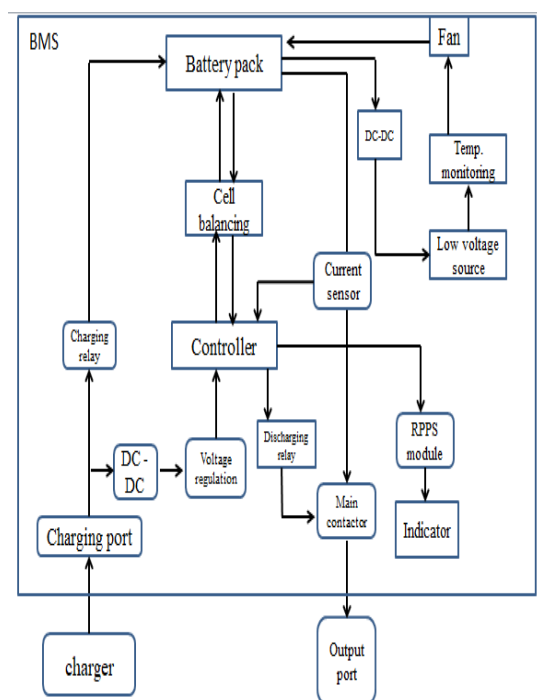 BMS
Fan
Battery pack
DC-DC
Temp.
monitoring
Cell
balancing
Low voltage
source
Current
sensor
Charging
relay
Controller
RPPS
module
Discharging
relay
DC -
DC
Voltage
regulation
Main
contactor
Indicator
Charging port
charger
Output
port